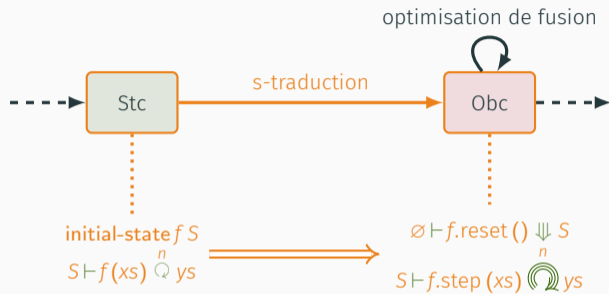 optimisation de fusion
Stc
s-traduction
Obc
initial-state f S
S ⊢ f(xs) ↻ⁿ ys
∅ ⊢ f.reset () ⇓ S
S ⊢ f.step (xs) ↻ⁿ ys